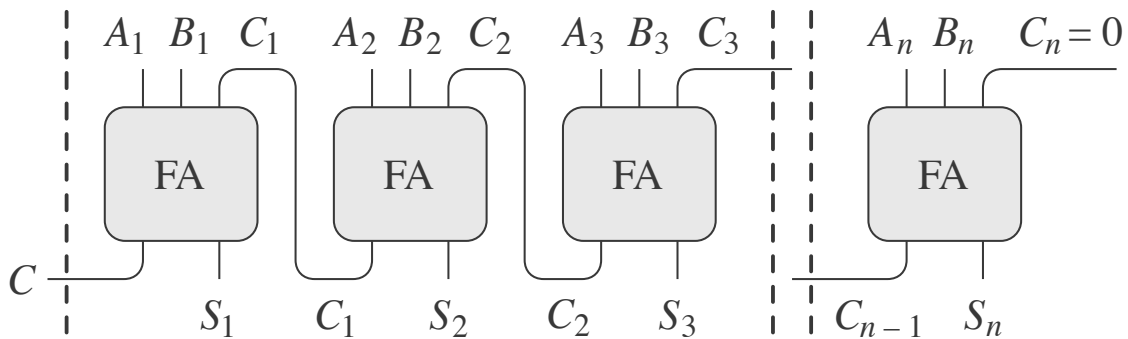 A₁ B₁ C₁ A₂ B₂ C₂ A₃ B₃ C₃ Aₙ Bₙ Cₙ = 0
FA FA FA FA
C S₁ C₁ S₂ C₂ S₃ Cₙ₋₁ Sₙ